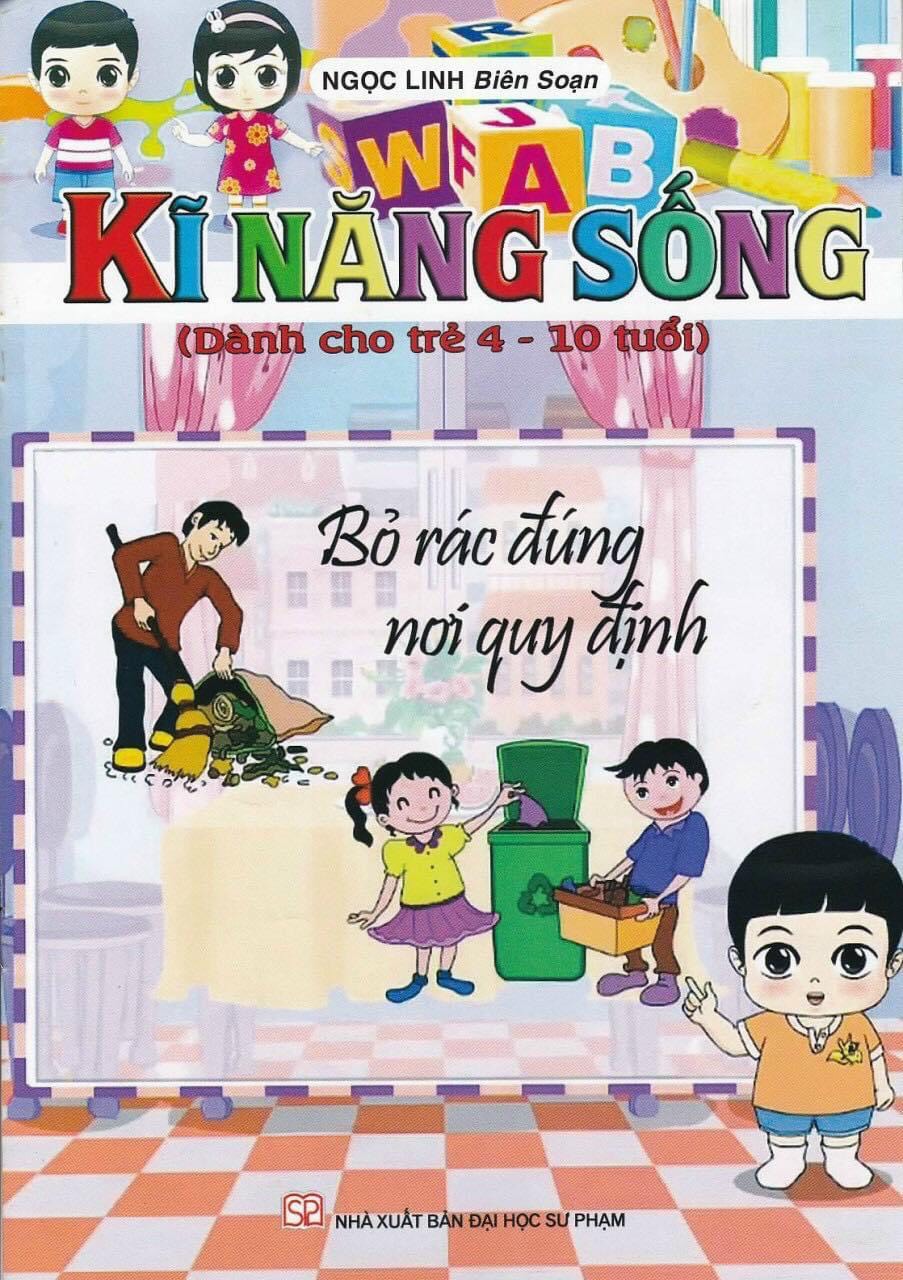 NGỌC LINH Biên Soạn
W F J A K B R
KĨ NĂNG SỐNG
(Dành cho trẻ 4 - 10 tuổi)
Bỏ rác đúng
nơi quy định
SP NHÀ XUẤT BẢN ĐẠI HỌC SƯ PHẠM